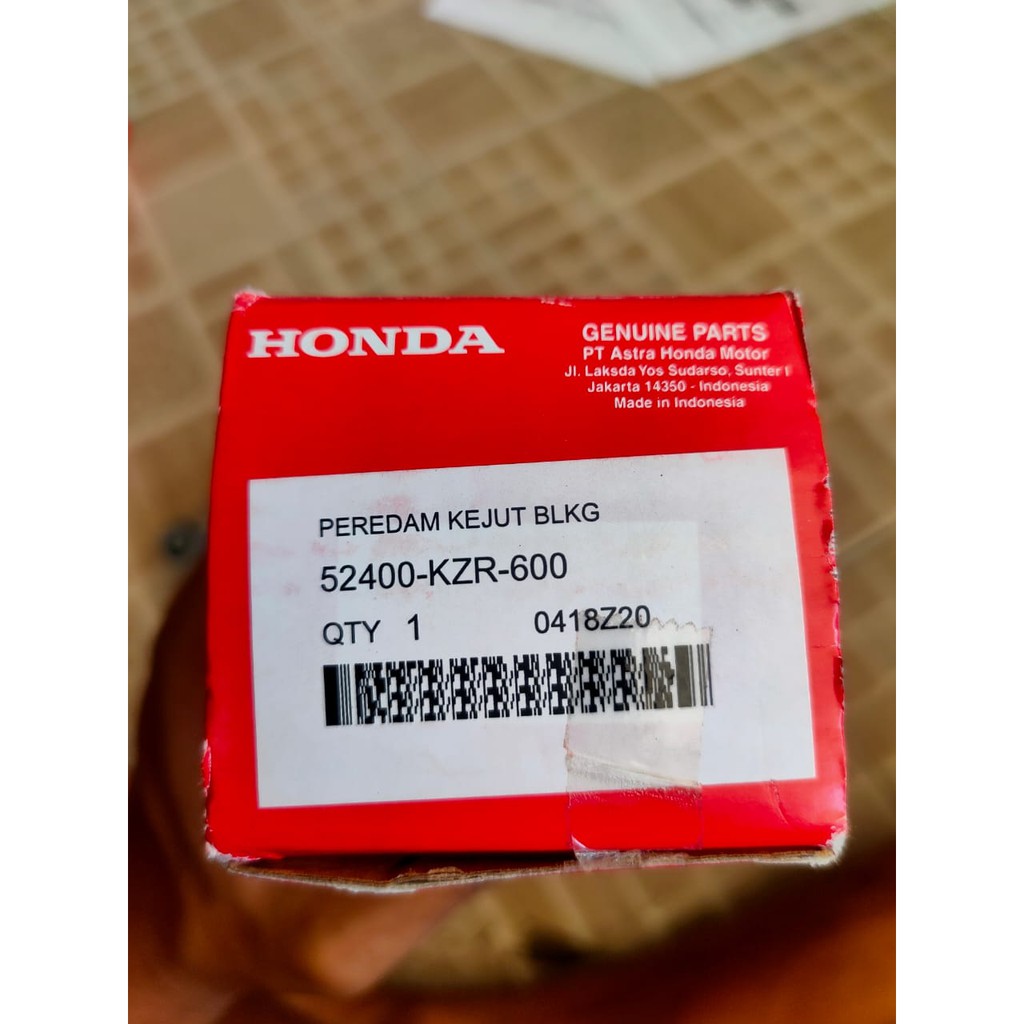 HONDA
GENUINE PARTS
PT Astra Honda Motor
Jl. Laksda Yos Sudarso, Sunter I
Jakarta 14350 - Indonesia
Made in Indonesia
PEREDAM KEJUT BLKG
52400-KZR-600
QTY 1 0418Z20